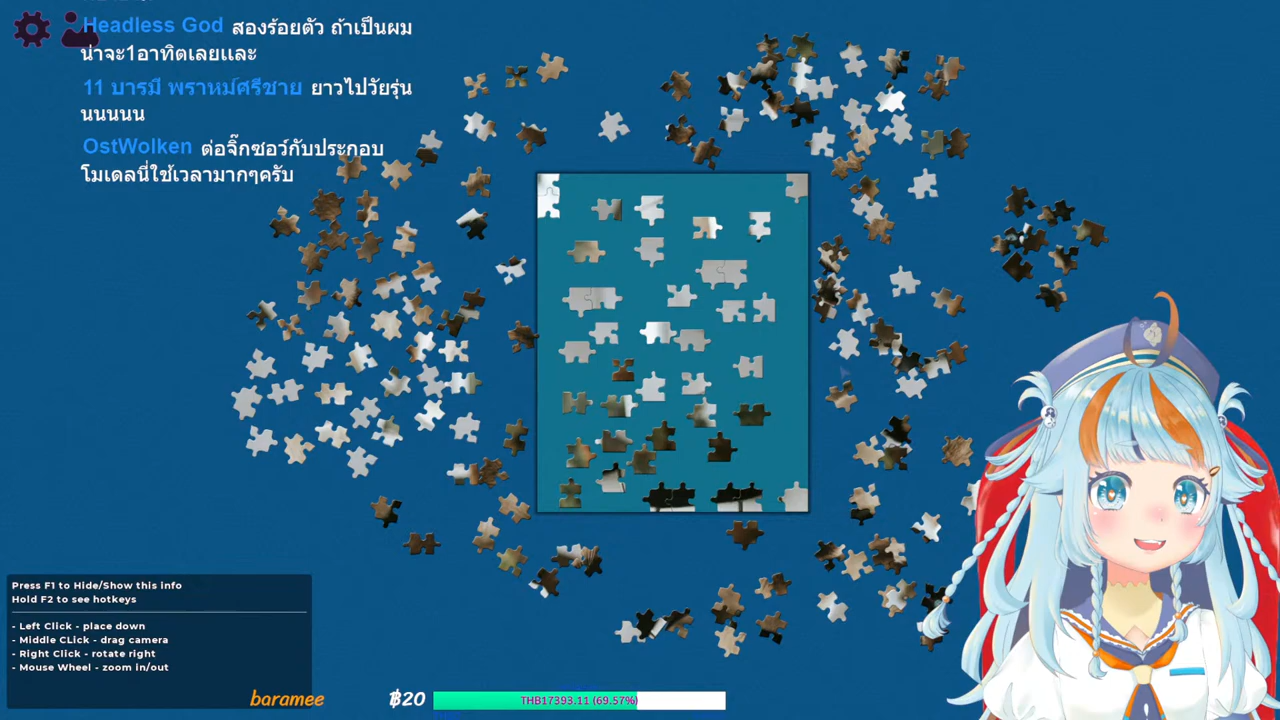 Headless God สองร้อยตัว ถ้าเป็นผม
น่าจะ1อาทิตเลยเเละ
11 บารมี พราหม์ศรีชาย ยาวไปวัยรุ่น
นนนนนน
OstWolken ต่อจิ๊กซอว์กับประกอบ
โมเดลนี่ใช้เวลามากๆครับ
Press F1 to Hide/Show this info
Hold F2 to see hotkeys
- Left Click - place down
- Middle CLick - drag camera
- Right Click - rotate right
- Mouse Wheel - zoom in/out
baramee ฿20 THB17393.11 (69.57%)